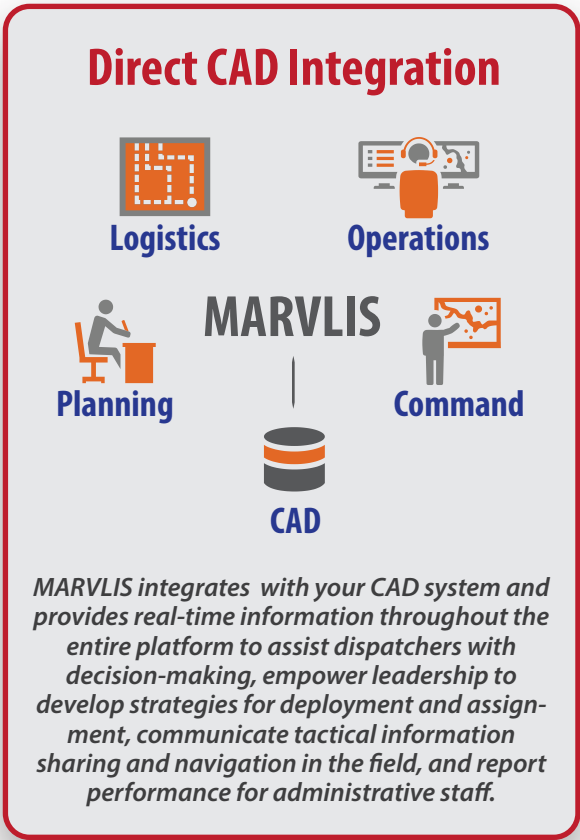 Direct CAD Integration
Logistics
Operations
MARVLIS
Planning
Command
CAD
MARVLIS integrates with your CAD system and
provides real-time information throughout the
entire platform to assist dispatchers with
decision-making, empower leadership to
develop strategies for deployment and assign-
ment, communicate tactical information
sharing and navigation in the field, and report
performance for administrative staff.